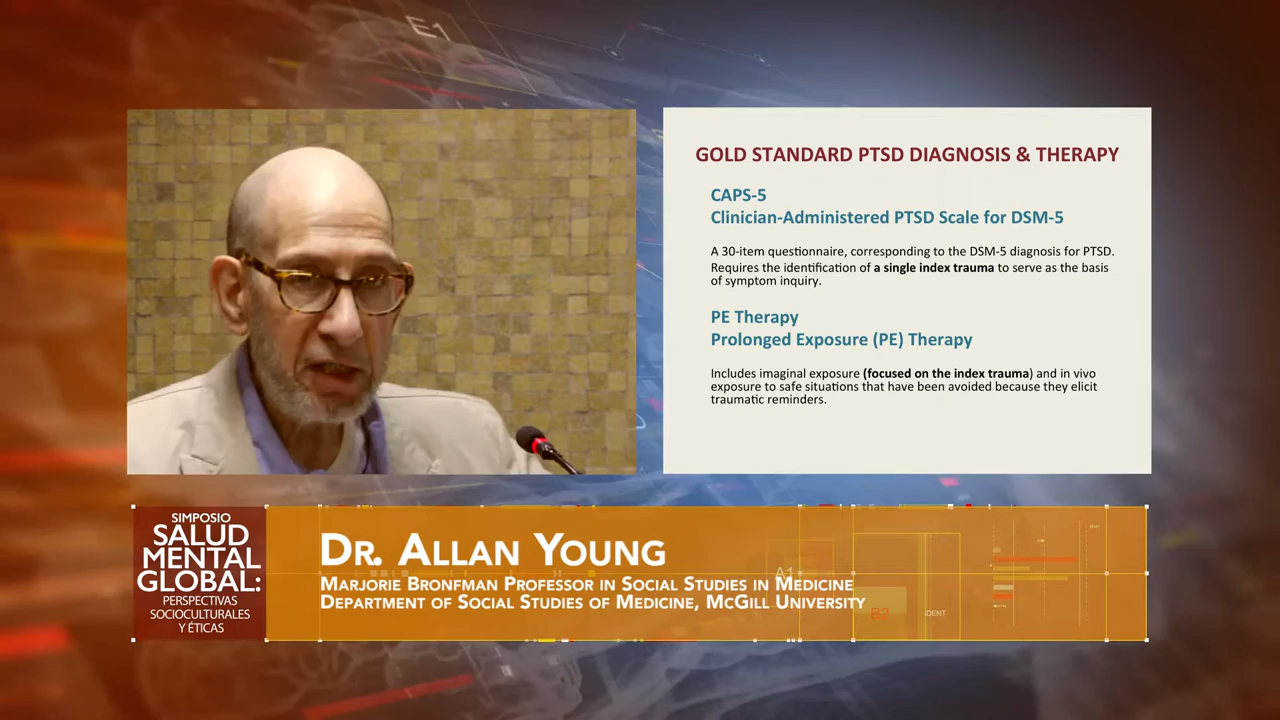 E1
GOLD STANDARD PTSD DIAGNOSIS & THERAPY
CAPS-5
Clinician-Administered PTSD Scale for DSM-5
A 30-item questionnaire, corresponding to the DSM-5 diagnosis for PTSD.
Requires the identification of a single index trauma to serve as the basis
of symptom inquiry.
PE Therapy
Prolonged Exposure (PE) Therapy
Includes imaginal exposure (focused on the index trauma) and in vivo
exposure to safe situations that have been avoided because they elicit
traumatic reminders.
SIMPOSIO
SALUD
MENTAL
GLOBAL:
PERSPECTIVAS
SOCIOCULTURALES
Y ÉTICAS
DR. ALLAN YOUNG
MARJORIE BRONFMAN PROFESSOR IN SOCIAL STUDIES IN MEDICINE
DEPARTMENT OF SOCIAL STUDIES OF MEDICINE, MCGILL UNIVERSITY
A1
B2
IDENT